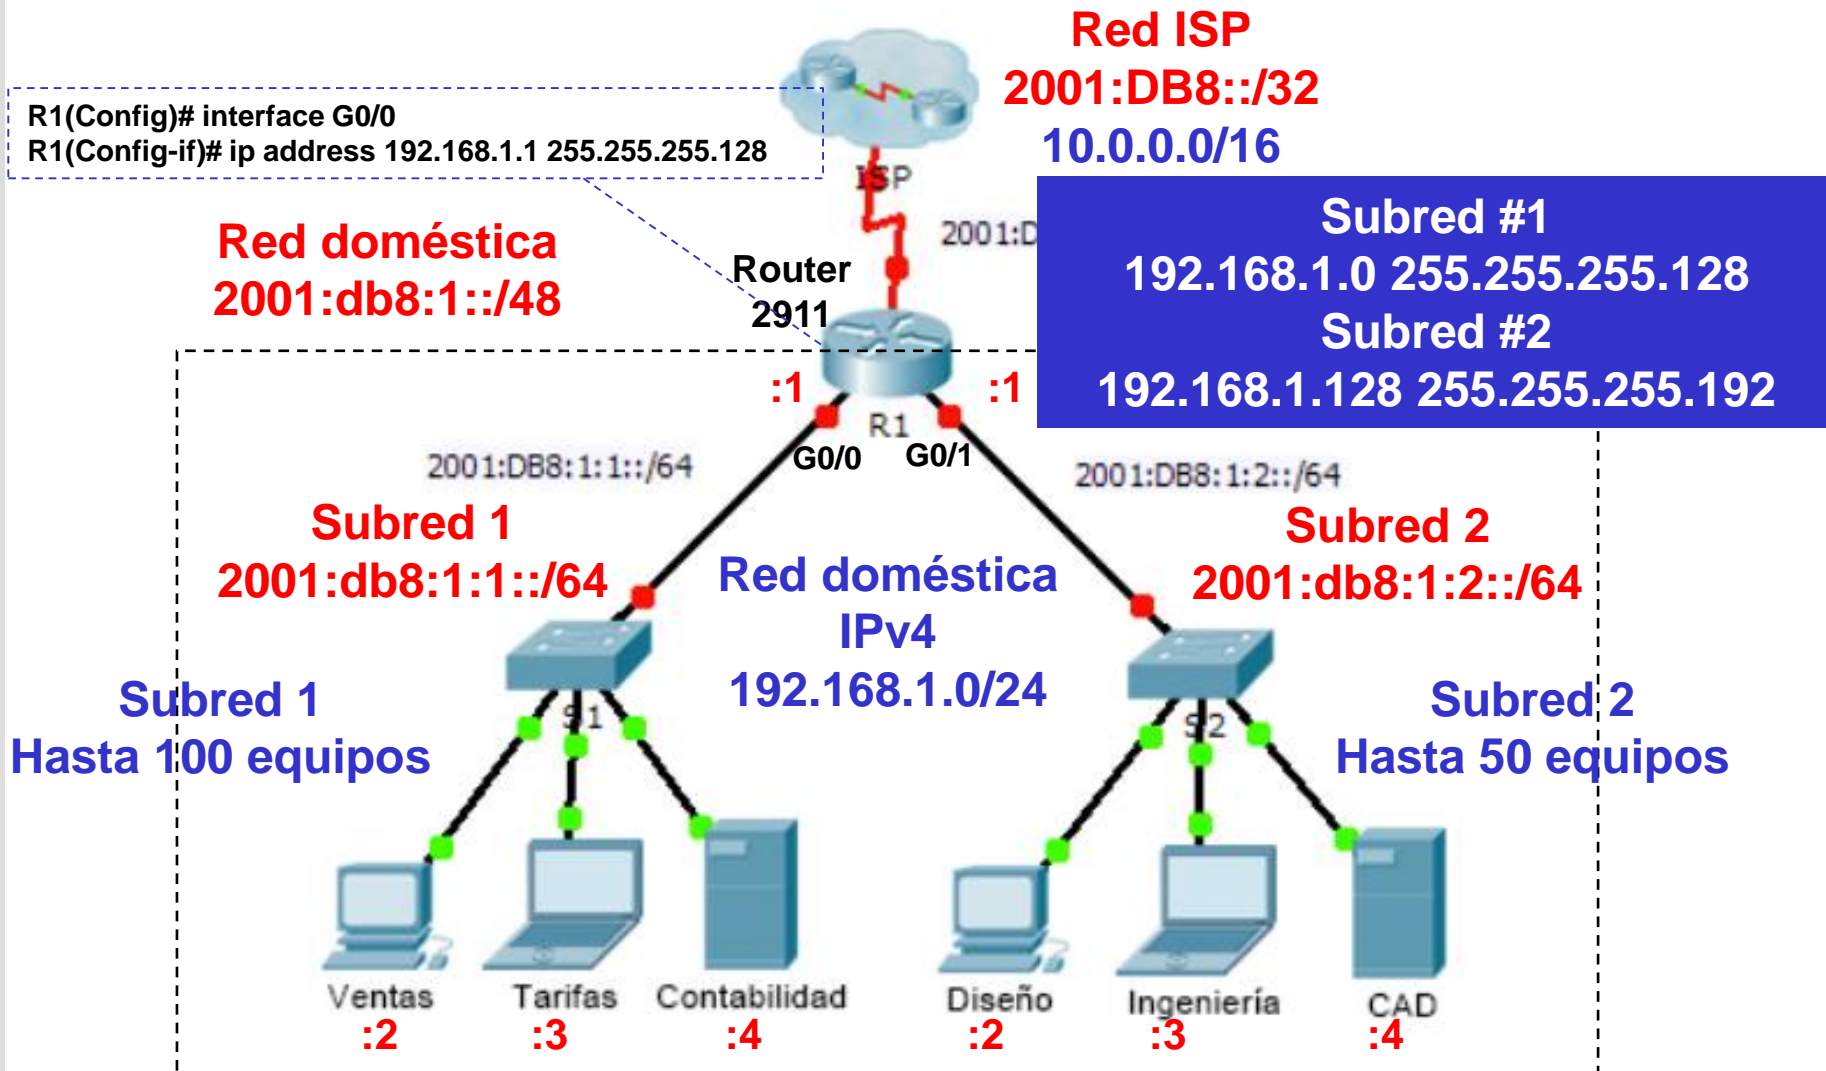 Red ISP
2001:DB8::/32
10.0.0.0/16
R1(Config)# interface G0/0
R1(Config-if)# ip address 192.168.1.1 255.255.255.128
ISP
2001:D
Subred #1
192.168.1.0 255.255.255.128
Subred #2
192.168.1.128 255.255.255.192
Red doméstica
2001:db8:1::/48
Router
2911
:1
:1
R1
G0/0
G0/1
2001:DB8:1:1::/64
2001:DB8:1:2::/64
Subred 1
2001:db8:1:1::/64
Subred 2
2001:db8:1:2::/64
Red doméstica
IPv4
192.168.1.0/24
Subred 1
Hasta 100 equipos
Subred 2
Hasta 50 equipos
S1
S2
Ventas
Tarifas
Contabilidad
Diseño
Ingeniería
CAD
:2
:3
:4
:2
:3
:4